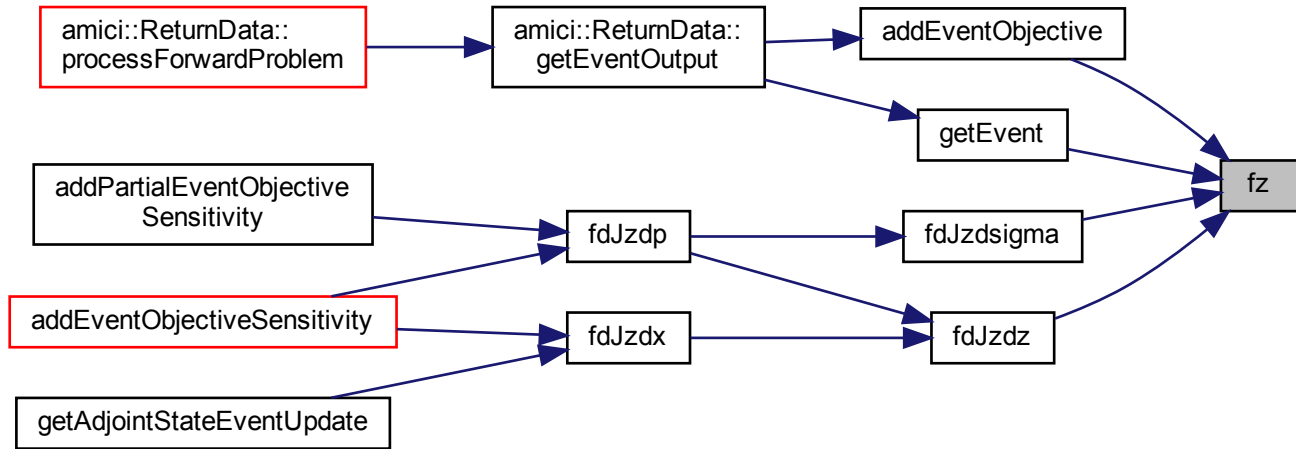 amici::ReturnData::
processForwardProblem
amici::ReturnData::
getEventOutput
addEventObjective
getEvent
fz
addPartialEventObjective
Sensitivity
fdJzdp
fdJzdsigma
addEventObjectiveSensitivity
fdJzdx
fdJzdz
getAdjointStateEventUpdate